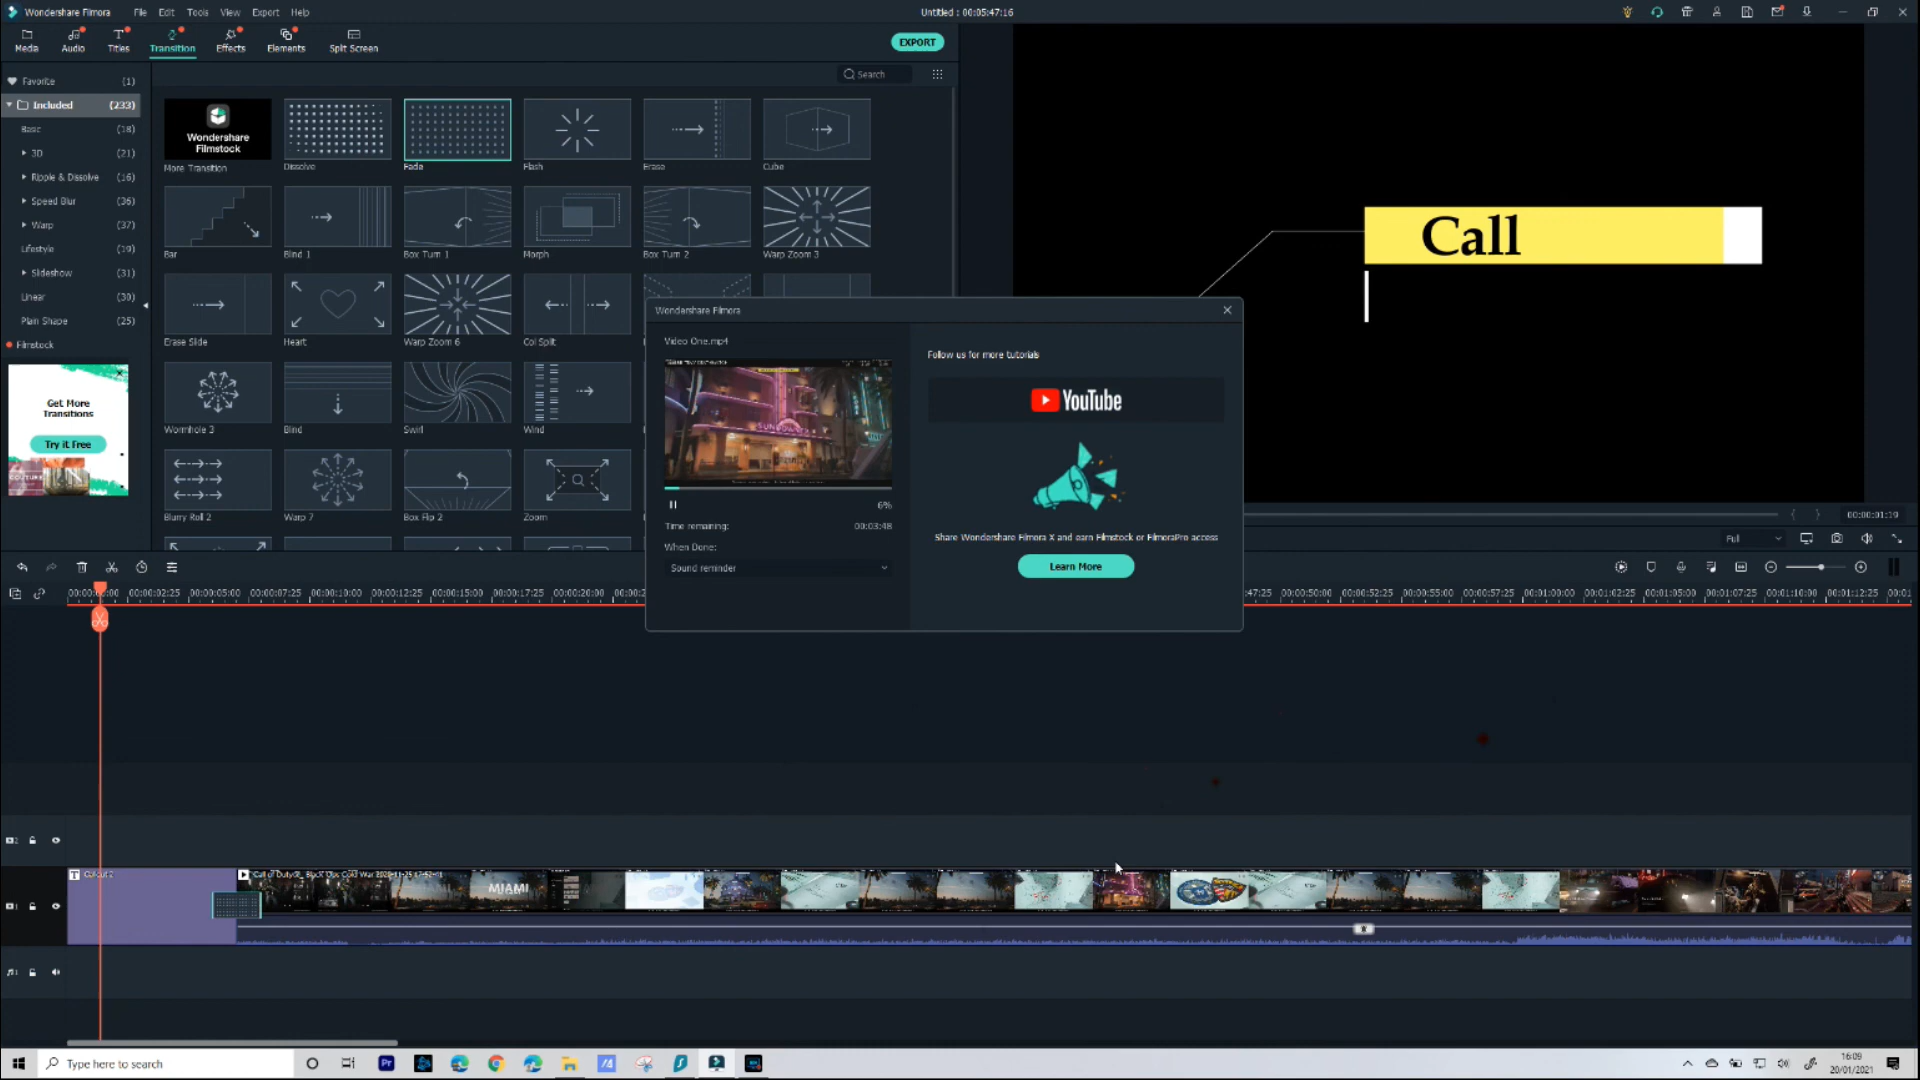 Wondershare Filmora File Edit Tools View Export Help
Untitled : 00:05:47:16
Media Audio Titles Transition Effects Elements Split Screen
EXPORT
Search
Favorite (1)
Included (233)
Basic (18)
3D (21)
Ripple & Dissolve (16)
Speed Blur (36)
Warp (37)
Lifestyle (19)
Slideshow (31)
Linear (30)
Plain Shape (25)
Filmstock
Get More
Transitions
Try it Free
Wondershare
Filmstock
More Transition Dissolve Fade Flash Erase Cube
Bar Blind 1 Box Turn 1 Morph Box Turn 2 Warp Zoom 3
Erase Slide Heart Warp Zoom 6 Col Split
Wormhole 3 Blind Swirl Wind
Blurry Roll 2 Warp 7 Box Flip 2 Zoom
Call
Wondershare Filmora
Video One.mp4
6%
Time remaining: 00:03:48
When Done:
Sound reminder
Follow us for more tutorials
YouTube
Share Wondershare Filmora X and earn Filmstock or FilmoraPro access
Learn More
00:00:01:19
Full
00:00:02:25 00:00:05:00 00:00:07:25 00:00:10:00 00:00:12:25 00:00:15:00 00:00:17:25 00:00:20:00
:47:25 00:00:50:00 00:00:52:25 00:00:55:00 00:00:57:25 00:01:00:00 00:01:02:25 00:01:05:00 00:01:07:25 00:01:10:00 00:01:12:25
Callout 2
Call of Duty® Black Ops Cold War 2020-11-25 17-52-41
MIAMI
Type here to search
Pr
16:09
20/01/2021